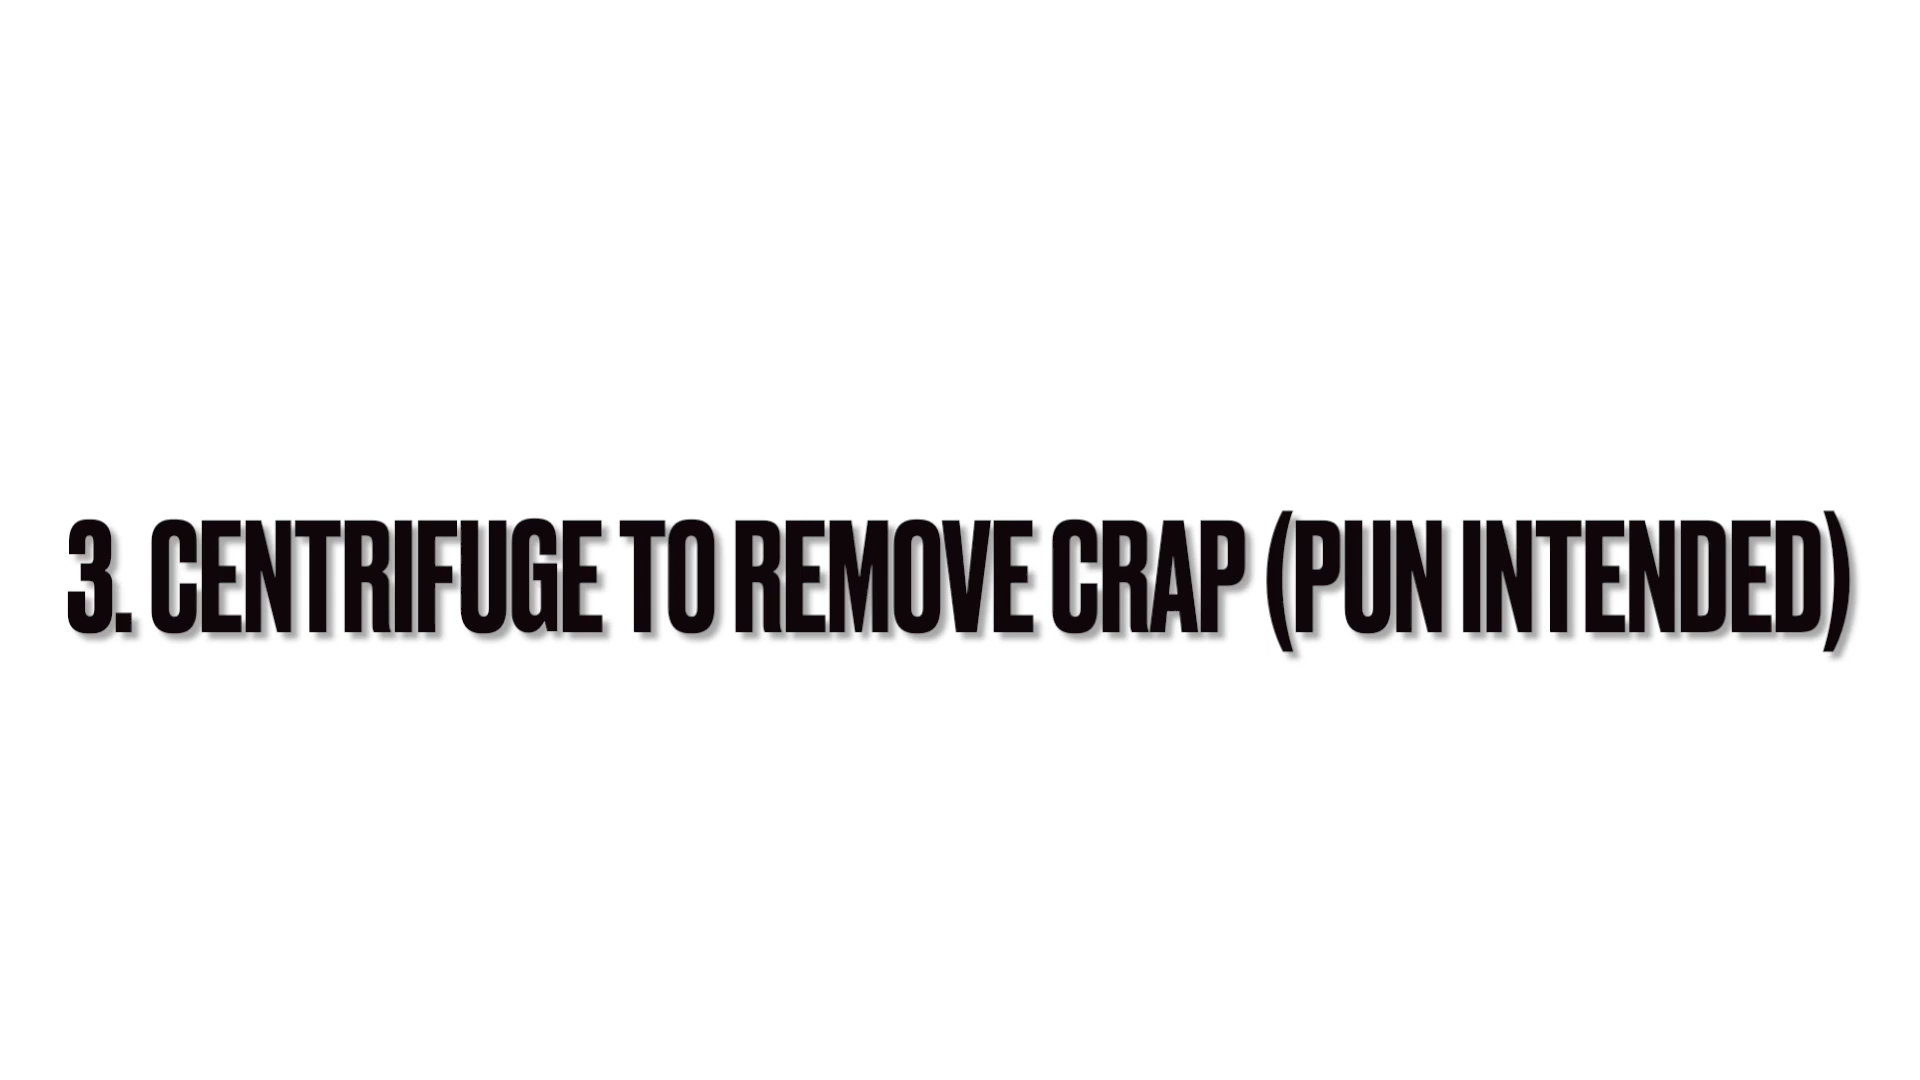 3. CENTRIFUGE TO REMOVE CRAP (PUN INTENDED)